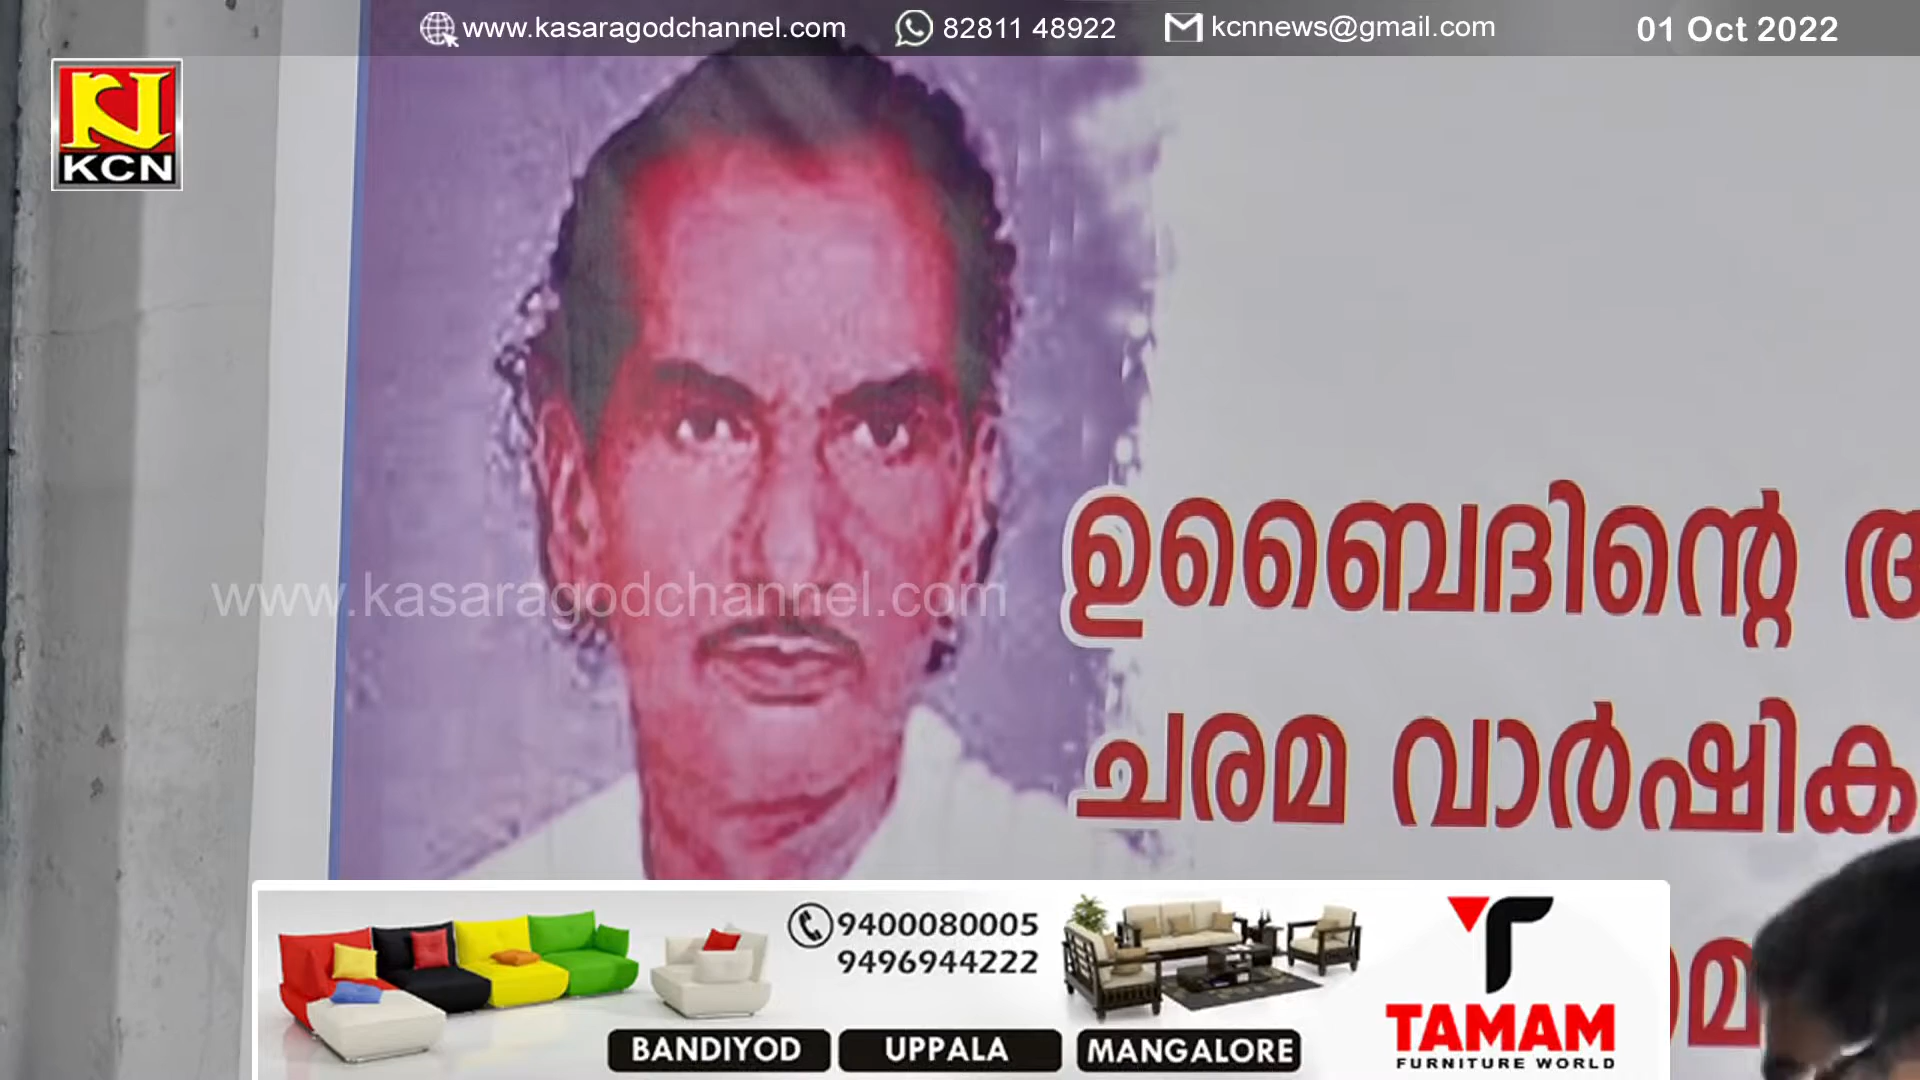 www.kasaragodchannel.com 82811 48922 kcnnews@gmail.com 01 Oct 2022
KCN
ഉബൈദിന്റെ
www.kasaragodchannel.com
ചരമ വാർഷിക
9400080005
9496944222
BANDIYOD UPPALA MANGALORE
TAMAM
FURNITURE WORLD